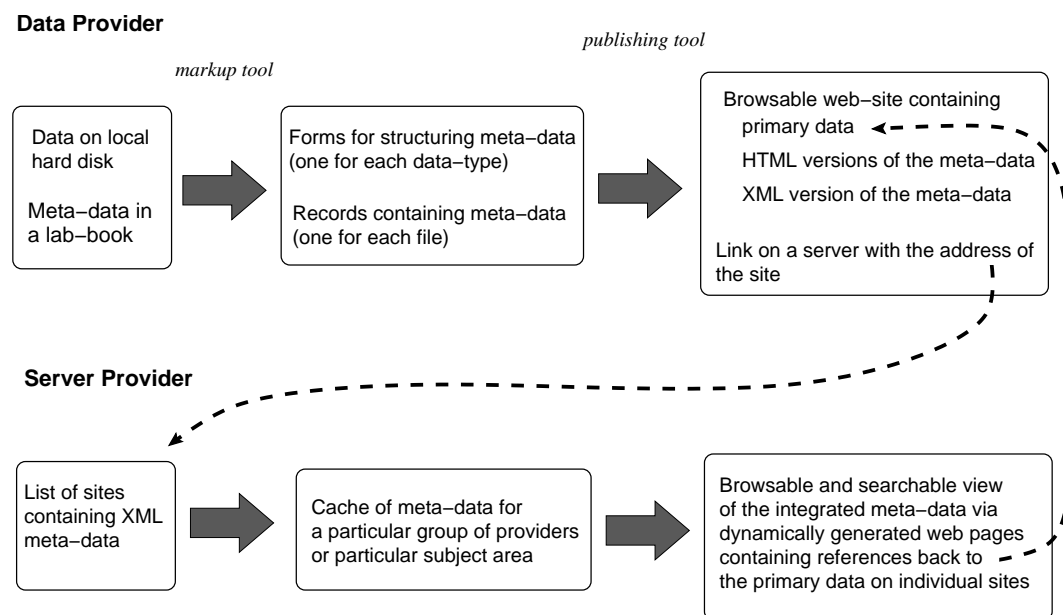 Data Provider
markup tool
publishing tool
Data on local
hard disk
Meta−data in
a lab−book
Forms for structuring meta−data
(one for each data−type)
Records containing meta−data
(one for each file)
Browsable web−site containing
primary data
HTML versions of the meta−data
XML version of the meta−data
Link on a server with the address of
the site
Server Provider
List of sites
containing XML
meta−data
Cache of meta−data for
a particular group of providers
or particular subject area
Browsable and searchable view
of the integrated meta−data via
dynamically generated web pages
containing references back to
the primary data on individual sites